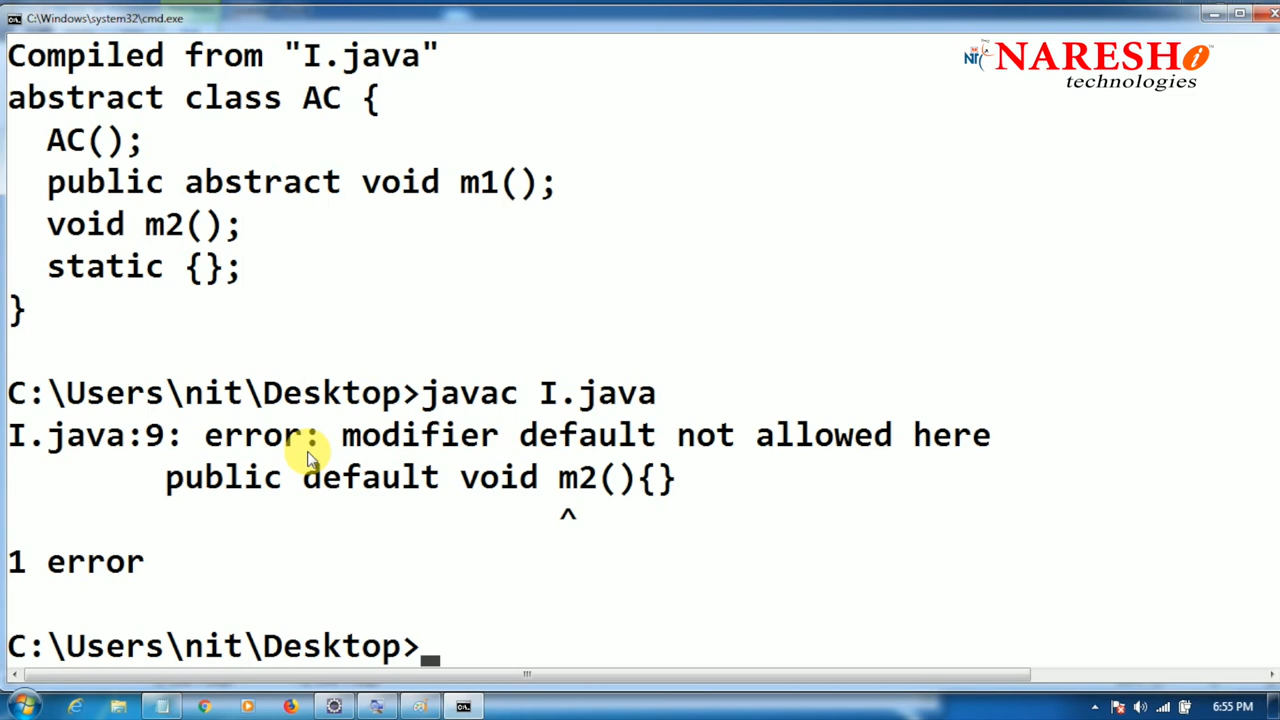 C:\Windows\system32\cmd.exe
NARESH i
technologies
Compiled from "I.java"
abstract class AC {
  AC();
  public abstract void m1();
  void m2();
  static {};
}
C:\Users\nit\Desktop>javac I.java
I.java:9: error: modifier default not allowed here
        public default void m2(){}
                            ^
1 error
C:\Users\nit\Desktop>_
6:55 PM